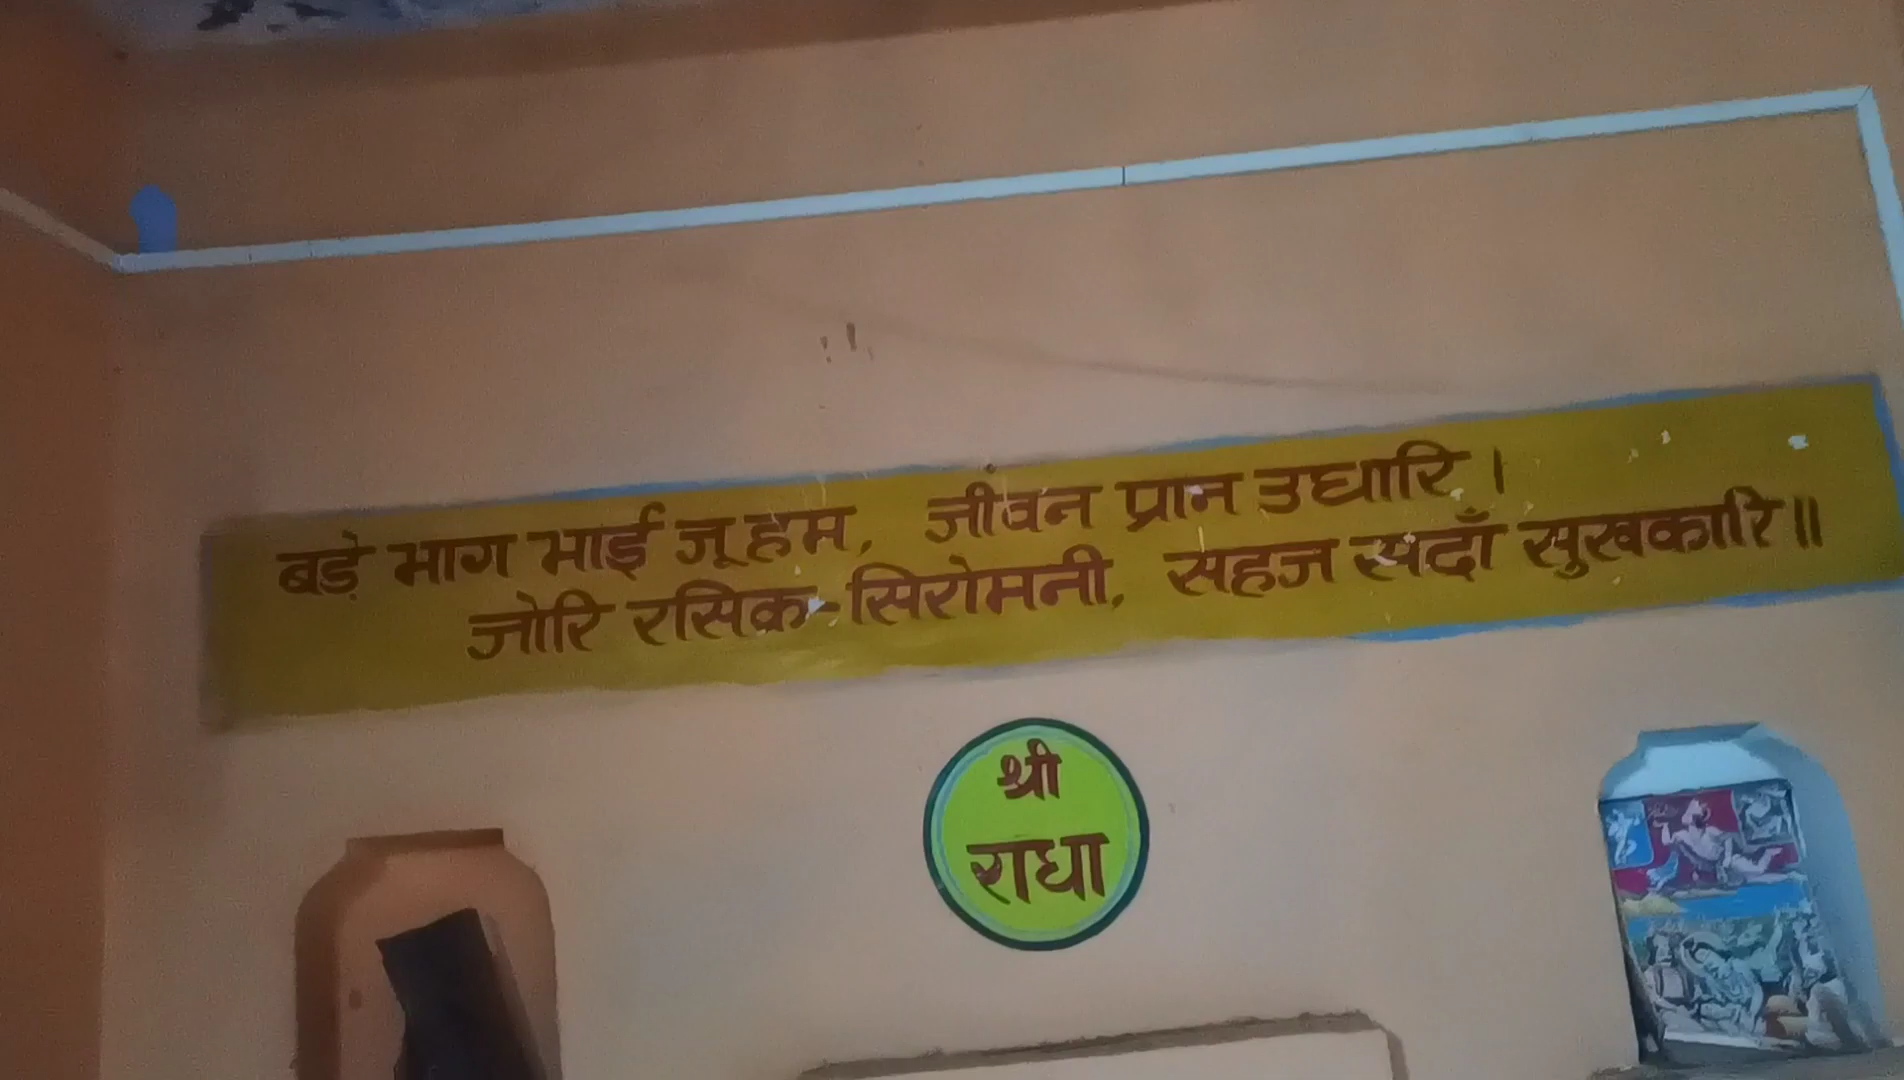 बड़े भाग भाई जू हम, जीवन प्रान उघारि।
जोरि रसिक-सिरोमनी, सहज सदाँ सुखकारि॥
श्री
राधा